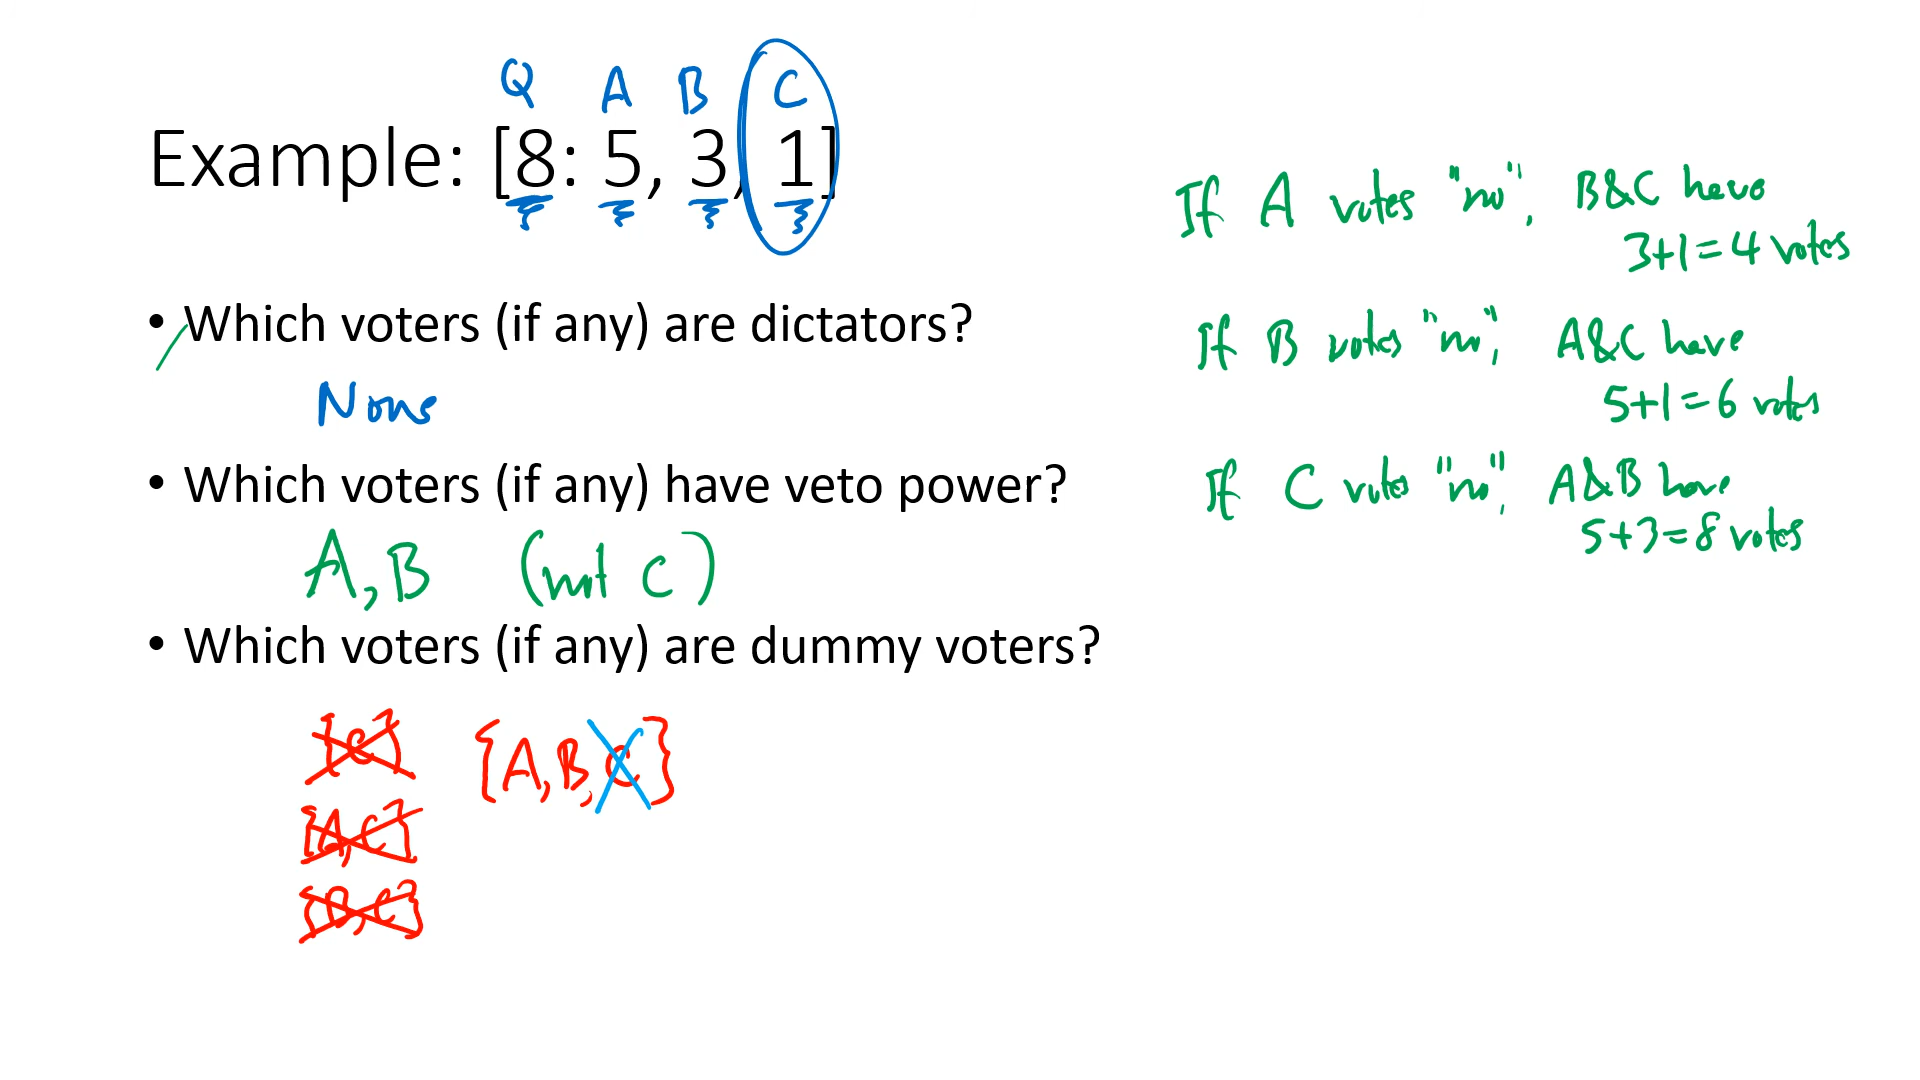 Q A B C
Example: [8: 5, 3, 1]
If A votes "no", B&C have
3+1=4 votes
• Which voters (if any) are dictators?
If B votes "no", A&C have
5+1=6 votes
None
• Which voters (if any) have veto power?
If C votes "no", A&B have
5+3=8 votes
A, B (not C)
• Which voters (if any) are dummy voters?
{C} {A, B, C}
{A, C}
{B, C}